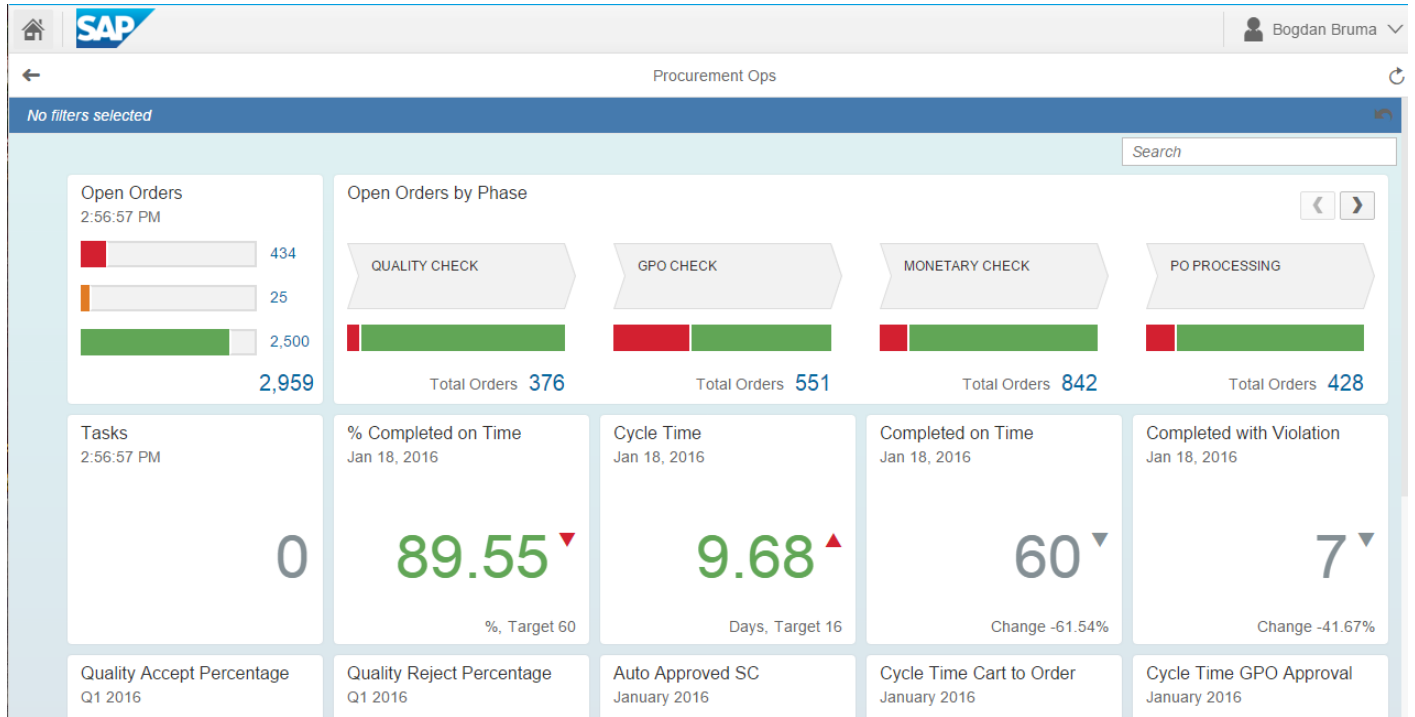 SAP
Bogdan Bruma
Procurement Ops
No filters selected
Search
Open Orders
2:56:57 PM
434
25
2,500
2,959
Open Orders by Phase
QUALITY CHECK
GPO CHECK
MONETARY CHECK
PO PROCESSING
Total Orders 376
Total Orders 551
Total Orders 842
Total Orders 428
Tasks
2:56:57 PM
0
% Completed on Time
Jan 18, 2016
89.55
%, Target 60
Cycle Time
Jan 18, 2016
9.68
Days, Target 16
Completed on Time
Jan 18, 2016
60
Change -61.54%
Completed with Violation
Jan 18, 2016
7
Change -41.67%
Quality Accept Percentage
Q1 2016
Quality Reject Percentage
Q1 2016
Auto Approved SC
January 2016
Cycle Time Cart to Order
January 2016
Cycle Time GPO Approval
January 2016